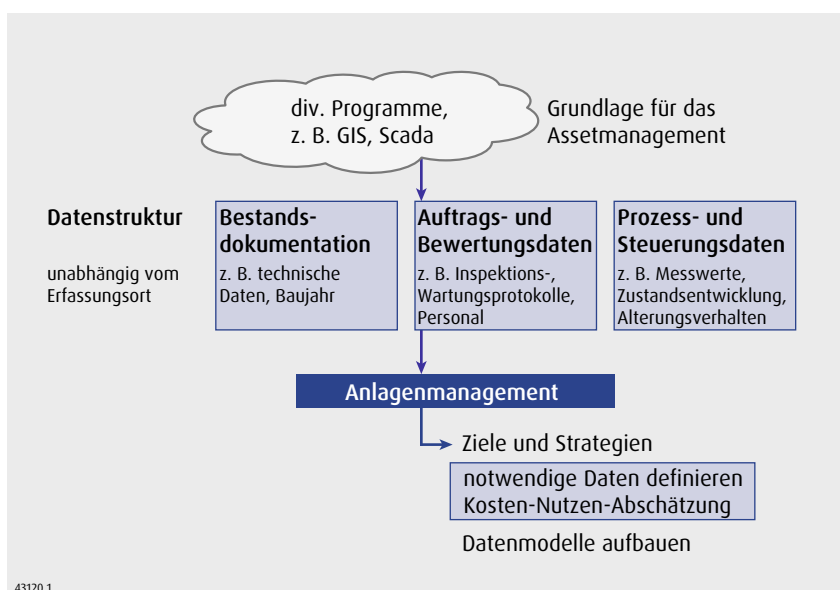 div. Programme,
z. B. GIS, Scada
Grundlage für das
Assetmanagement
Datenstruktur
unabhängig vom
Erfassungsort
Bestands-
dokumentation
z. B. technische
Daten, Baujahr
Auftrags- und
Bewertungsdaten
z. B. Inspektions-,
Wartungsprotokolle,
Personal
Prozess- und
Steuerungsdaten
z. B. Messwerte,
Zustandsentwicklung,
Alterungsverhalten
Anlagenmanagement
Ziele und Strategien
notwendige Daten definieren
Kosten-Nutzen-Abschätzung
Datenmodelle aufbauen
43120.1